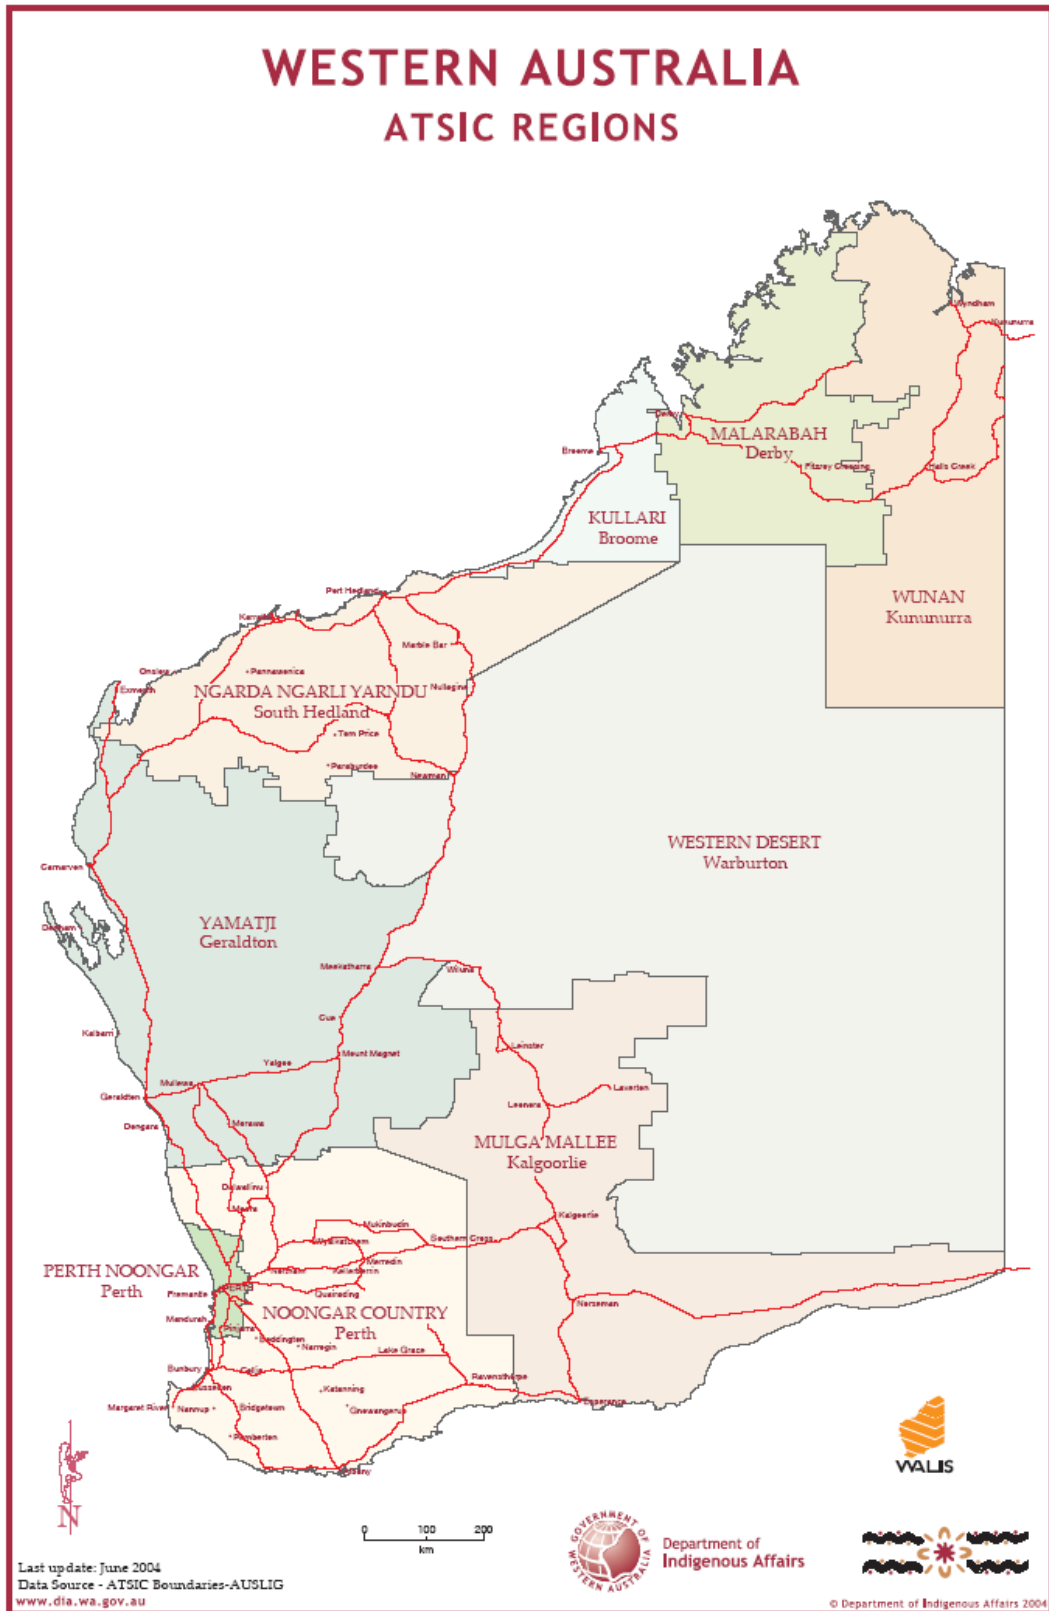 WESTERN AUSTRALIA
ATSIC REGIONS
Wyndham
Kununurra
Derby
MALARABAH
Derby
Broome
Fitzroy Crossing
Halls Creek
KULLARI
Broome
WUNAN
Kununurra
Port Hedland
Karratha
Marble Bar
Onslow
Pannawonica
Exmouth
NGARDA NGARLI YARNDU
Nullagine
South Hedland
Tom Price
Paraburdoo
Newman
WESTERN DESERT
Warburton
Carnarvon
YAMATJI
Geraldton
Denham
Meekatharra
Wiluna
Cue
Kalbarri
Leinster
Mount Magnet
Yalgoo
Mullewa
Laverton
Geraldton
Leonora
Dongara
Morawa
MULGA MALLEE
Kalgoorlie
Dalwallinu
Moora
Kalgoorlie
Mukinbudin
Wyalkatchem
Southern Cross
Merredin
PERTH NOONGAR
Perth
Northam
Kellerberrin
PERTH
Fremantle
Quairading
Norseman
NOONGAR COUNTRY
Perth
Mandurah
Pinjarra
Boddington
Narrogin
Lake Grace
Bunbury
Collie
Ravensthorpe
Busselton
Katanning
Esperance
Margaret River
Nannup
Bridgetown
Gnowangerup
Pemberton
Albany
WALIS
N
0 100 200
km
GOVERNMENT OF
WESTERN AUSTRALIA
Department of
Indigenous Affairs
Last update: June 2004
Data Source - ATSIC Boundaries-AUSLIG
www.dia.wa.gov.au
© Department of Indigenous Affairs 2004